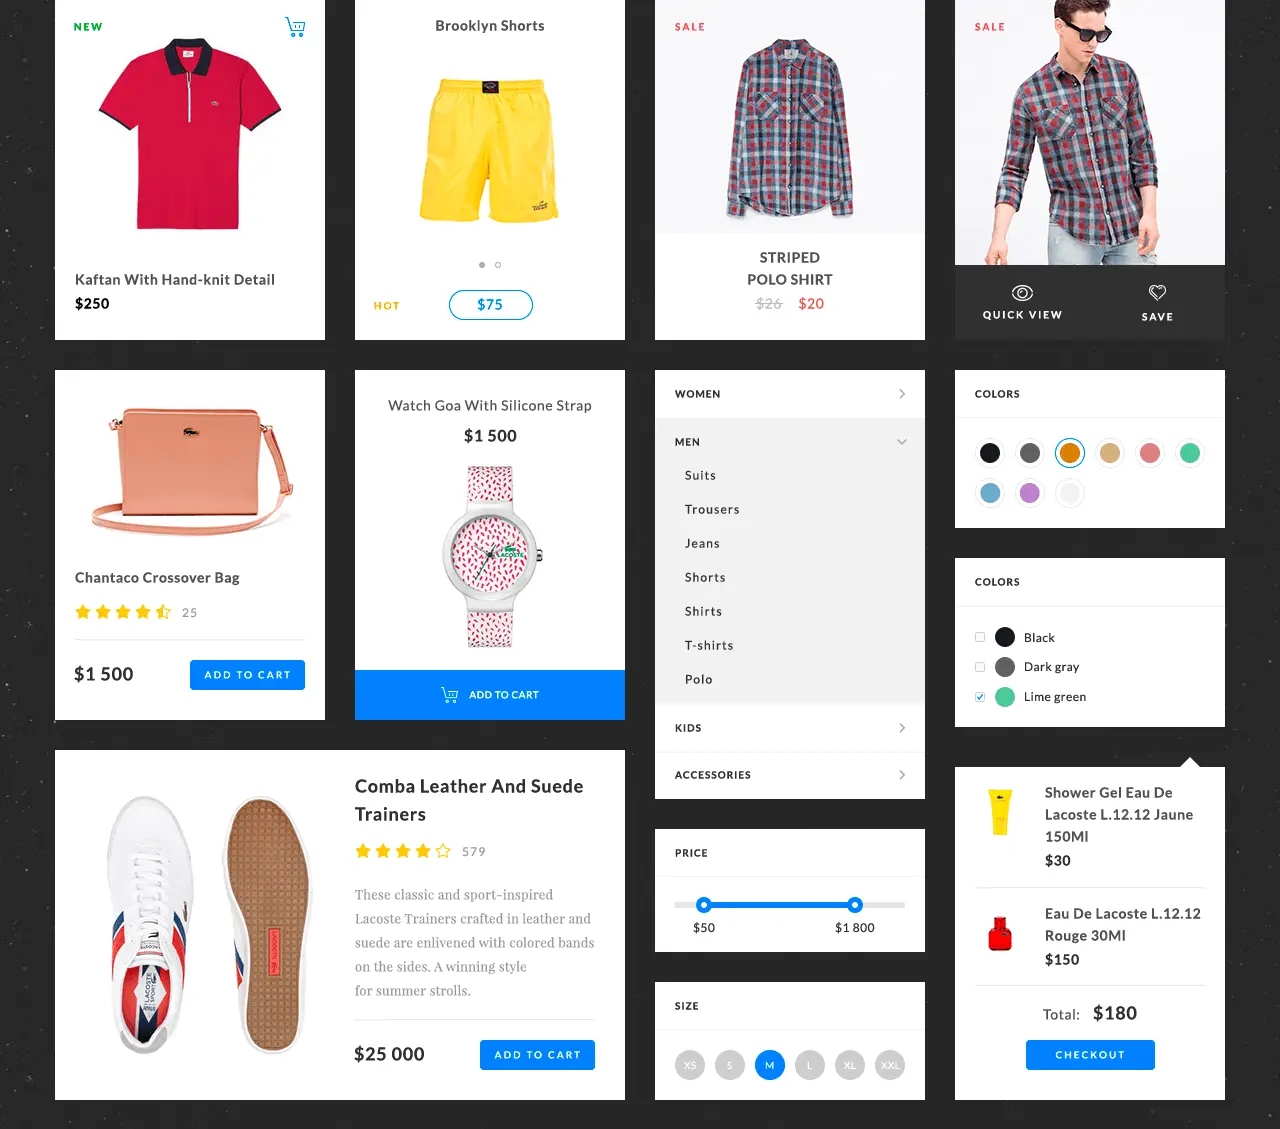 NEW
Kaftan With Hand-knit Detail
$250
Brooklyn Shorts
HOT
$75
SALE
STRIPED
POLO SHIRT
$26 $20
SALE
QUICK VIEW
SAVE
Chantaco Crossover Bag
25
$1 500
ADD TO CART
Watch Goa With Silicone Strap
$1 500
LACOSTE
ADD TO CART
WOMEN
MEN
Suits
Trousers
Jeans
Shorts
Shirts
T-shirts
Polo
KIDS
ACCESSORIES
COLORS
COLORS
Black
Dark gray
Lime green
Comba Leather And Suede
Trainers
579
These classic and sport-inspired
Lacoste Trainers crafted in leather and
suede are enlivened with colored bands
on the sides. A winning style
for summer strolls.
$25 000
ADD TO CART
LACOSTE
SPORT
LACOSTE
PRICE
$50
$1 800
SIZE
XS
S
M
L
XL
XXL
Shower Gel Eau De
Lacoste L.12.12 Jaune
150Ml
$30
Eau De Lacoste L.12.12
Rouge 30Ml
$150
Total: $180
CHECKOUT